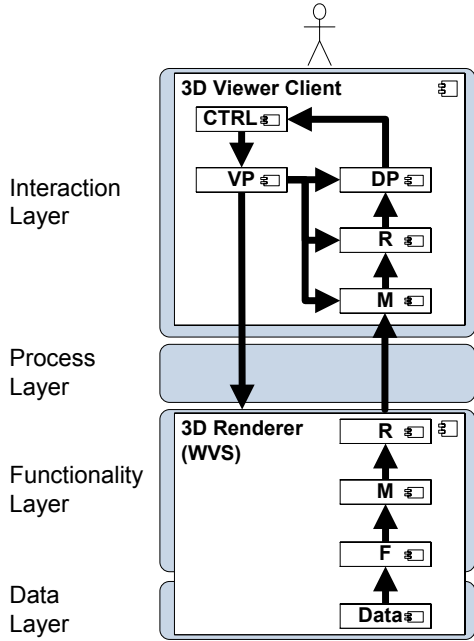 3D Viewer Client
CTRL
VP
DP
R
M
Interaction
Layer
Process
Layer
3D Renderer
(WVS)
R
M
F
Data
Functionality
Layer
Data
Layer